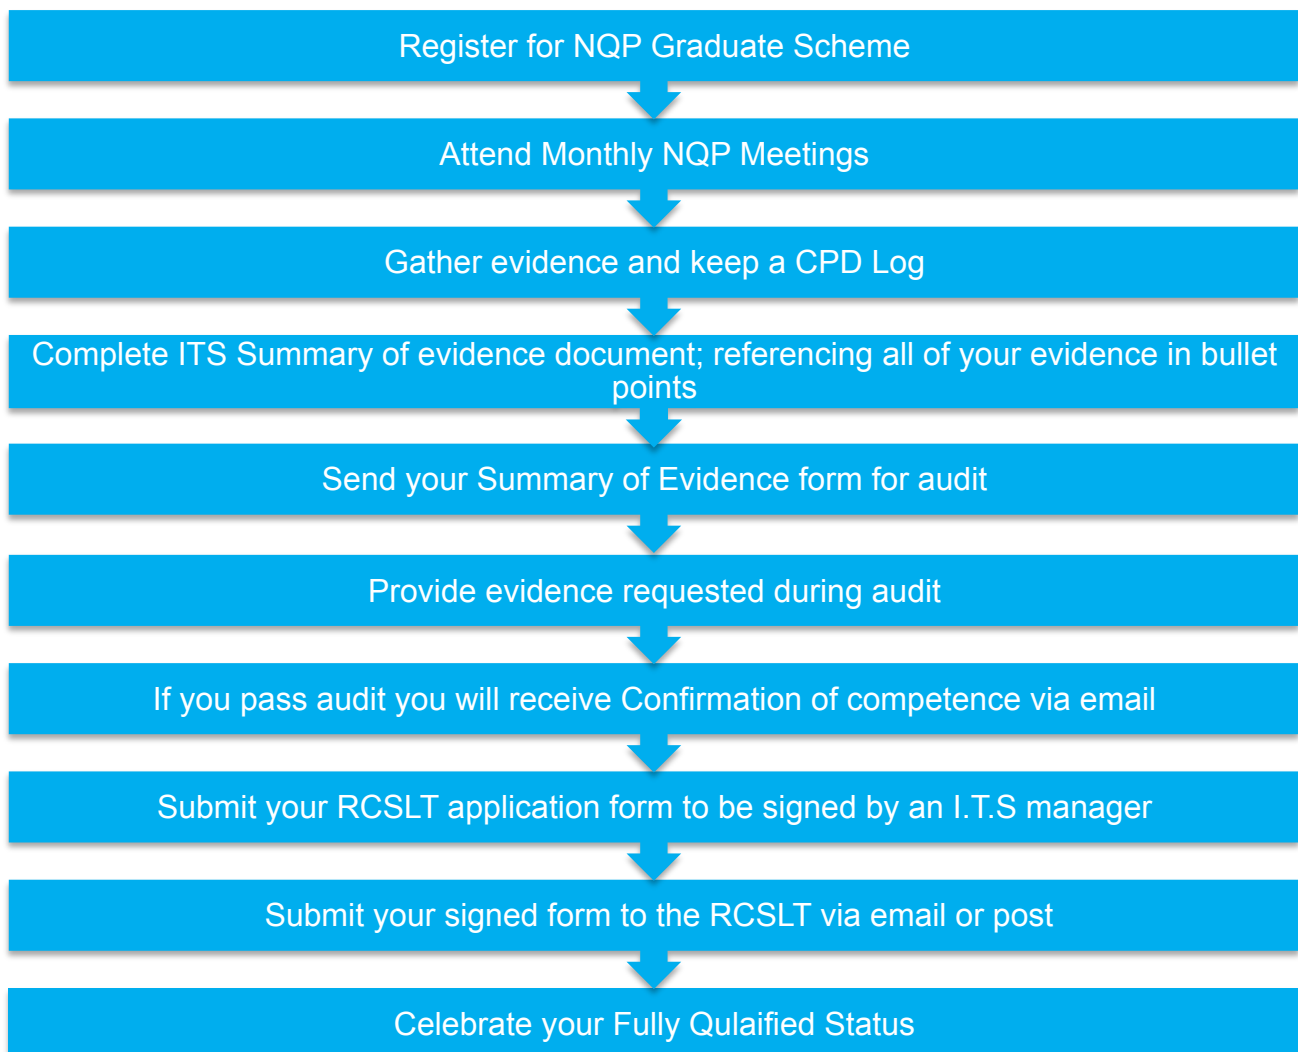 Register for NQP Graduate Scheme
Attend Monthly NQP Meetings
Gather evidence and keep a CPD Log
Complete ITS Summary of evidence document; referencing all of your evidence in bullet
points
Send your Summary of Evidence form for audit
Provide evidence requested during audit
If you pass audit you will receive Confirmation of competence via email
Submit your RCSLT application form to be signed by an I.T.S manager
Submit your signed form to the RCSLT via email or post
Celebrate your Fully Qulaified Status